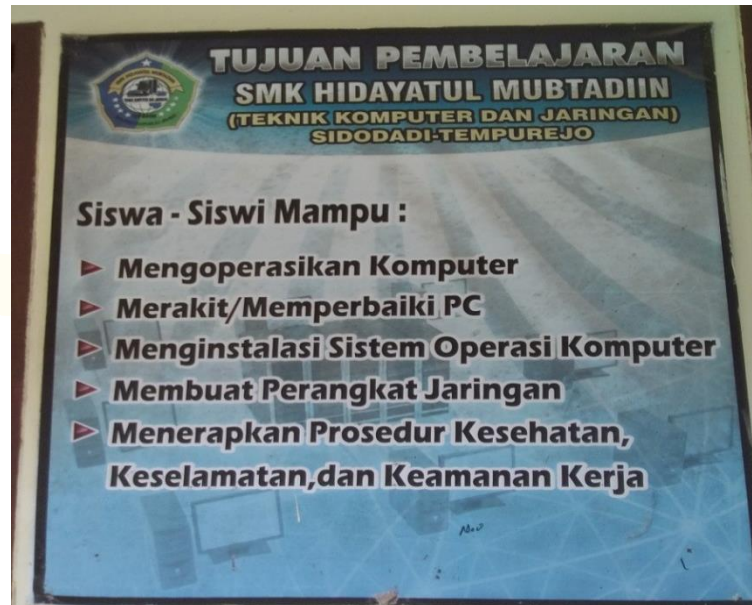 TUJUAN PEMBELAJARAN
SMK HIDAYATUL MUBTADIIN
(TEKNIK KOMPUTER DAN JARINGAN)
SIDODADI-TEMPUREJO
Siswa - Siswi Mampu :
Mengoperasikan Komputer
Merakit/Memperbaiki PC
Menginstalasi Sistem Operasi Komputer
Membuat Perangkat Jaringan
Menerapkan Prosedur Kesehatan,
Keselamatan,dan Keamanan Kerja